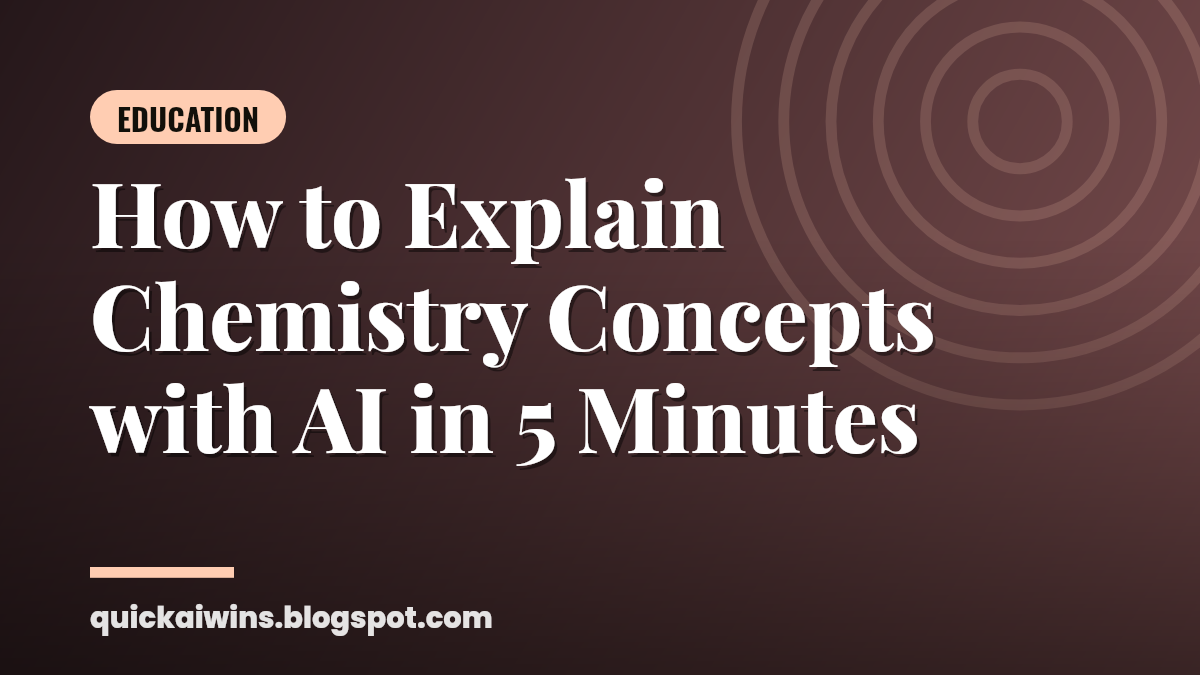 EDUCATION
How to Explain
Chemistry Concepts
with AI in 5 Minutes
quickaiwins.blogspot.com